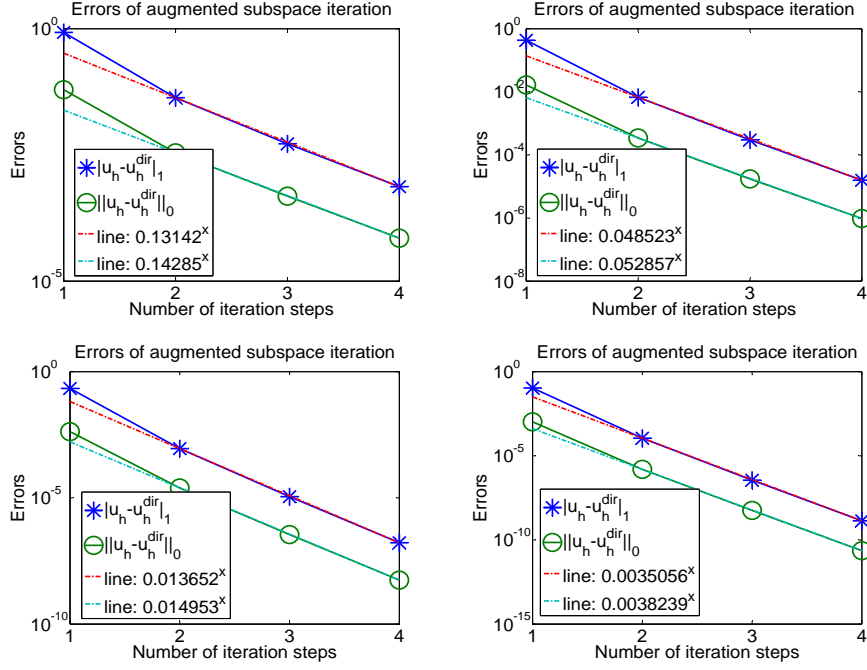 Errors of augmented subspace iteration
10^0
10^-5
Errors
|u_h-u_h^dir|_1
||u_h-u_h^dir||_0
line: 0.13142^x
line: 0.14285^x
1 2 3 4
Number of iteration steps
Errors of augmented subspace iteration
10^0
10^-2
10^-4
10^-6
10^-8
Errors
|u_h-u_h^dir|_1
||u_h-u_h^dir||_0
line: 0.048523^x
line: 0.052857^x
1 2 3 4
Number of iteration steps
Errors of augmented subspace iteration
10^0
10^-5
10^-10
Errors
|u_h-u_h^dir|_1
||u_h-u_h^dir||_0
line: 0.013652^x
line: 0.014953^x
1 2 3 4
Number of iteration steps
Errors of augmented subspace iteration
10^0
10^-5
10^-10
10^-15
Errors
|u_h-u_h^dir|_1
||u_h-u_h^dir||_0
line: 0.0035056^x
line: 0.0038239^x
1 2 3 4
Number of iteration steps